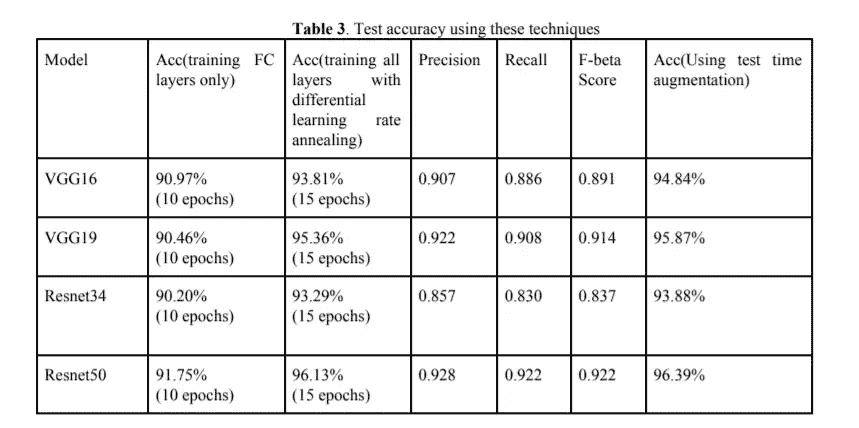 Table 3. Test accuracy using these techniques
Model Acc(training FC layers only) Acc(training all layers with differential learning rate annealing) Precision Recall F-beta Score Acc(Using test time augmentation)
VGG16 90.97% (10 epochs) 93.81% (15 epochs) 0.907 0.886 0.891 94.84%
VGG19 90.46% (10 epochs) 95.36% (15 epochs) 0.922 0.908 0.914 95.87%
Resnet34 90.20% (10 epochs) 93.29% (15 epochs) 0.857 0.830 0.837 93.88%
Resnet50 91.75% (10 epochs) 96.13% (15 epochs) 0.928 0.922 0.922 96.39%